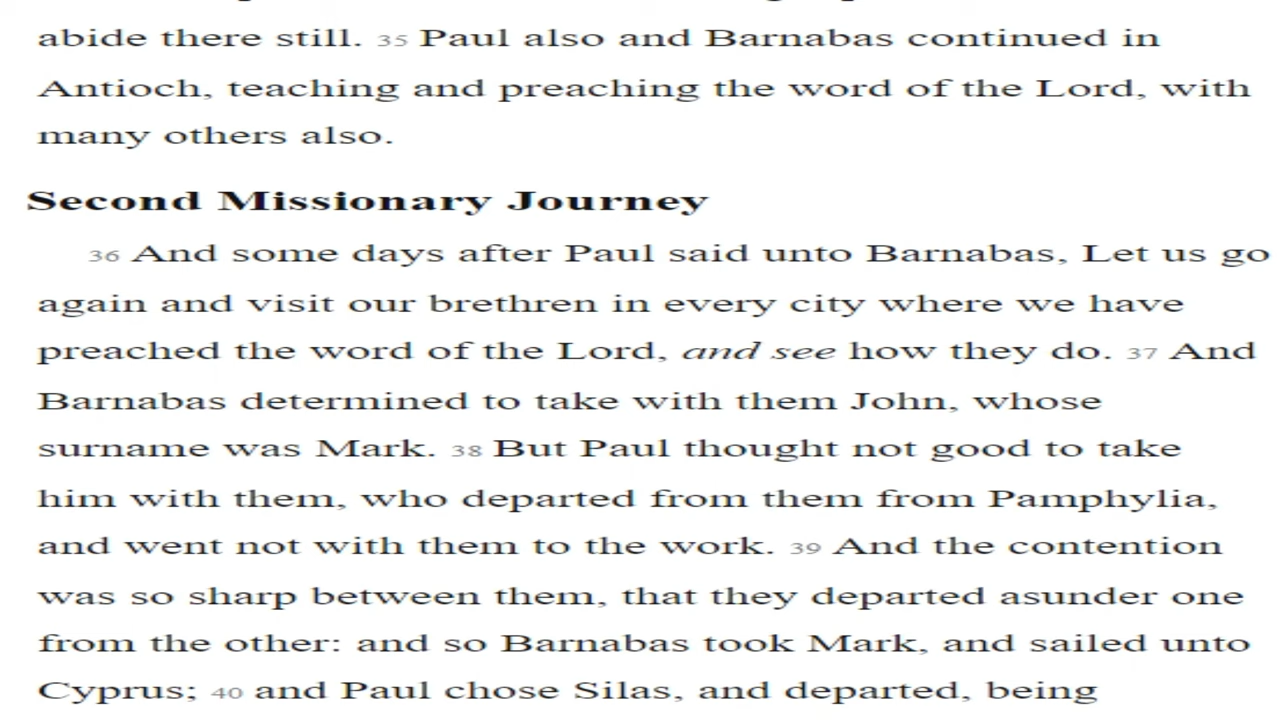 abide there still. 35 Paul also and Barnabas continued in
Antioch, teaching and preaching the word of the Lord, with
many others also.
Second Missionary Journey
36 And some days after Paul said unto Barnabas, Let us go
again and visit our brethren in every city where we have
preached the word of the Lord, and see how they do. 37 And
Barnabas determined to take with them John, whose
surname was Mark. 38 But Paul thought not good to take
him with them, who departed from them from Pamphylia,
and went not with them to the work. 39 And the contention
was so sharp between them, that they departed asunder one
from the other: and so Barnabas took Mark, and sailed unto
Cyprus; 40 and Paul chose Silas, and departed, being